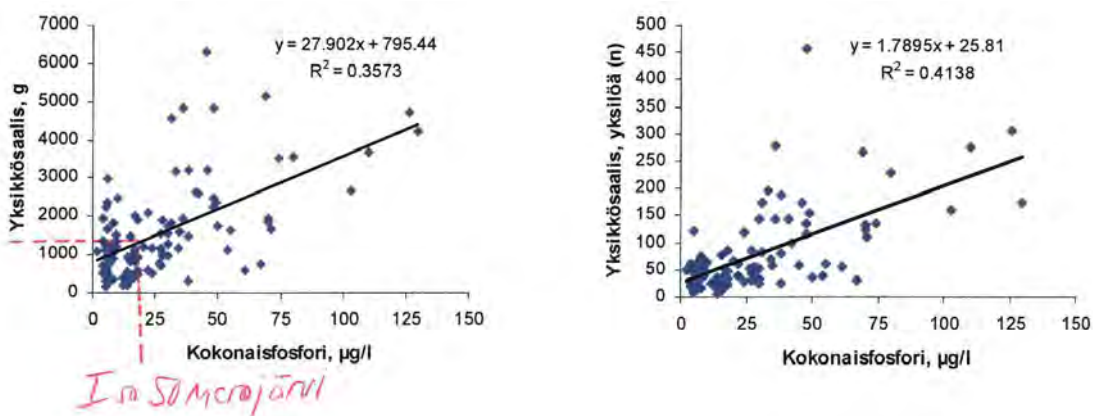 7000
6000
5000
4000
3000
2000
1000
0
Yksikkösaalis, g
y = 27.902x + 795.44
R² = 0.3573
0 25 50 75 100 125 150
Kokonaisfosfori, µg/l
Iso Somerojärvi
500
450
400
350
300
250
200
150
100
50
0
Yksikkösaalis, yksilöä (n)
y = 1.7895x + 25.81
R² = 0.4138
0 25 50 75 100 125 150
Kokonaisfosfori, µg/l